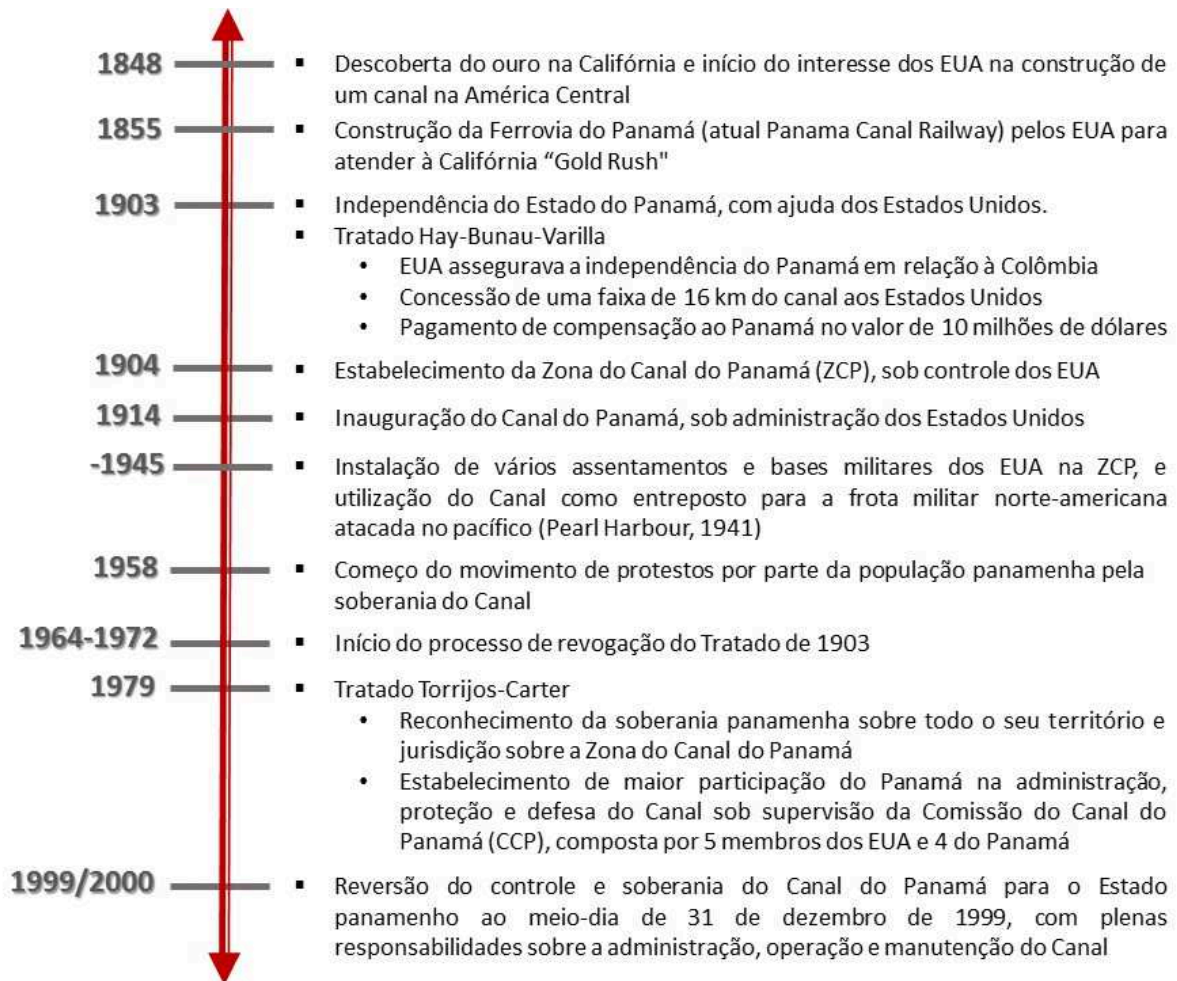 1848
▪ Descoberta do ouro na Califórnia e início do interesse dos EUA na construção de
um canal na América Central
1855
▪ Construção da Ferrovia do Panamá (atual Panama Canal Railway) pelos EUA para
atender à Califórnia “Gold Rush"
1903
▪ Independência do Estado do Panamá, com ajuda dos Estados Unidos.
▪ Tratado Hay-Bunau-Varilla
• EUA assegurava a independência do Panamá em relação à Colômbia
• Concessão de uma faixa de 16 km do canal aos Estados Unidos
• Pagamento de compensação ao Panamá no valor de 10 milhões de dólares
1904
▪ Estabelecimento da Zona do Canal do Panamá (ZCP), sob controle dos EUA
1914
▪ Inauguração do Canal do Panamá, sob administração dos Estados Unidos
-1945
▪ Instalação de vários assentamentos e bases militares dos EUA na ZCP, e
utilização do Canal como entreposto para a frota militar norte-americana
atacada no pacífico (Pearl Harbour, 1941)
1958
▪ Começo do movimento de protestos por parte da população panamenha pela
soberania do Canal
1964-1972
▪ Início do processo de revogação do Tratado de 1903
1979
▪ Tratado Torrijos-Carter
• Reconhecimento da soberania panamenha sobre todo o seu território e
jurisdição sobre a Zona do Canal do Panamá
• Estabelecimento de maior participação do Panamá na administração,
proteção e defesa do Canal sob supervisão da Comissão do Canal do
Panamá (CCP), composta por 5 membros dos EUA e 4 do Panamá
1999/2000
▪ Reversão do controle e soberania do Canal do Panamá para o Estado
panamenho ao meio-dia de 31 de dezembro de 1999, com plenas
responsabilidades sobre a administração, operação e manutenção do Canal